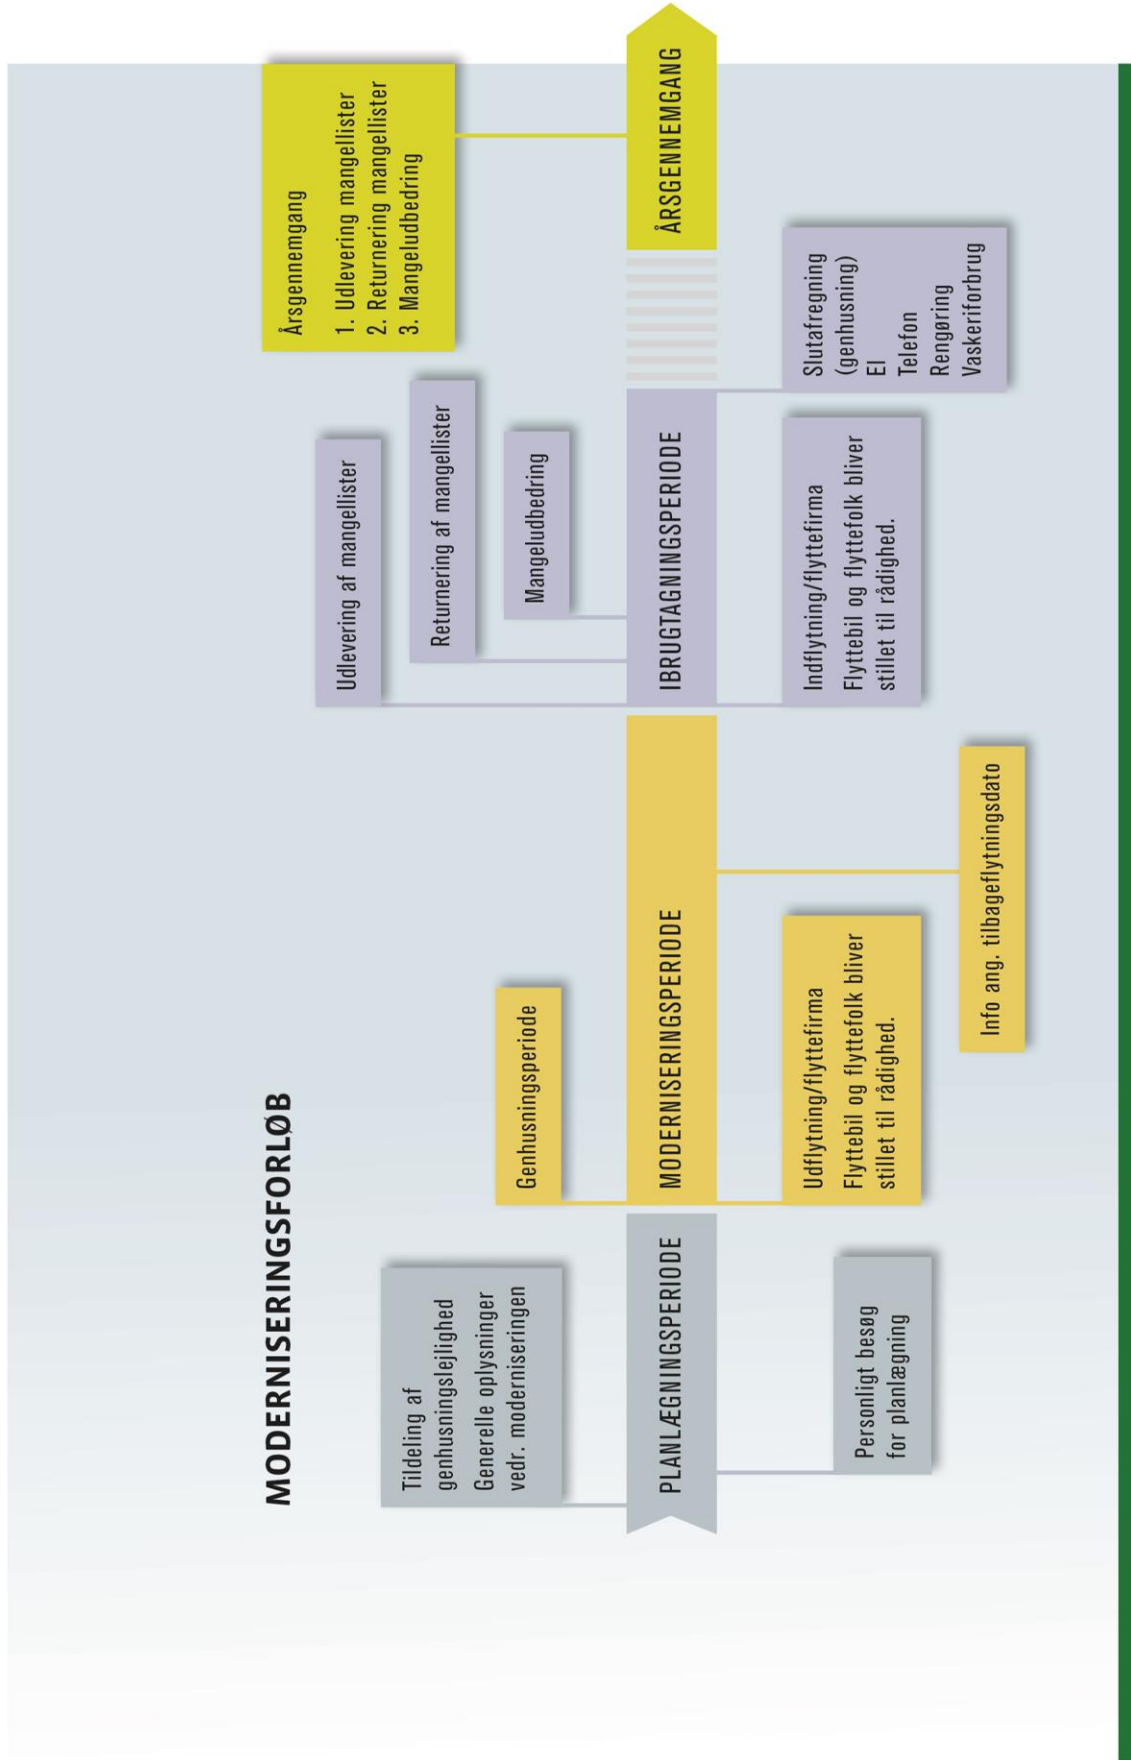 MODERNISERINGSFORLØB
Tildeling af
genhusningslejlighed
Generelle oplysninger
vedr. moderniseringen
Genhusningsperiode
Udlevering af mangellister
Returnering af mangellister
Mangeludbedring
Årsgennemgang
1. Udlevering mangellister
2. Returnering mangellister
3. Mangeludbedring
PLANLÆGNINGSPERIODE
MODERNISERINGSPERIODE
IBRUGTAGNINGSPERIODE
ÅRSGENNEMGANG
Personligt besøg
for planlægning
Udflytning/flyttefirma
Flyttebil og flyttefolk bliver
stillet til rådighed.
Info ang. tilbageflytningsdato
Indflytning/flyttefirma
Flyttebil og flyttefolk bliver
stillet til rådighed.
Slutafregning
(genhusning)
El
Telefon
Rengøring
Vaskeriforbrug